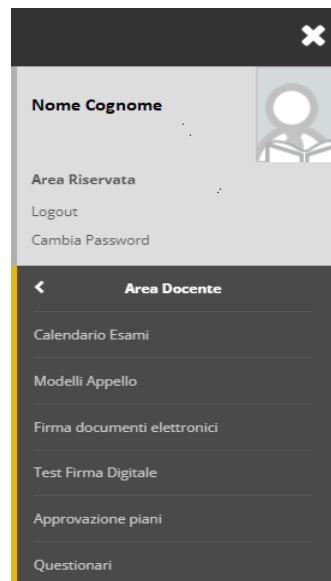 Nome Cognome
Area Riservata
Logout
Cambia Password
Area Docente
Calendario Esami
Modelli Appello
Firma documenti elettronici
Test Firma Digitale
Approvazione piani
Questionari